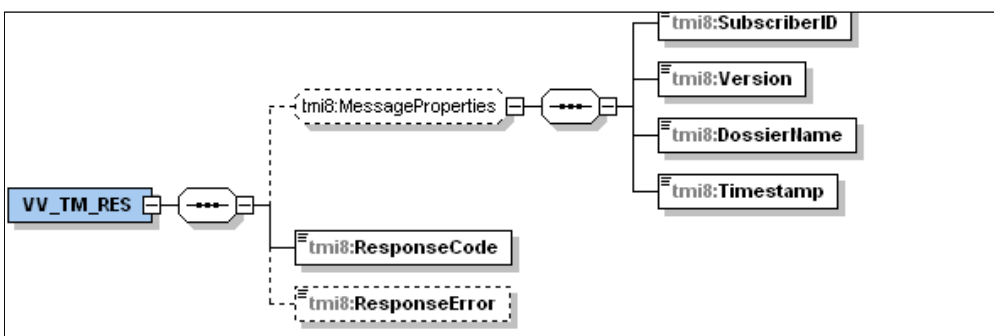 tmi8:SubscriberID
tmi8:Version
tmi8:MessageProperties
tmi8:DossierName
tmi8:Timestamp
VV_TM_RES
tmi8:ResponseCode
tmi8:ResponseError